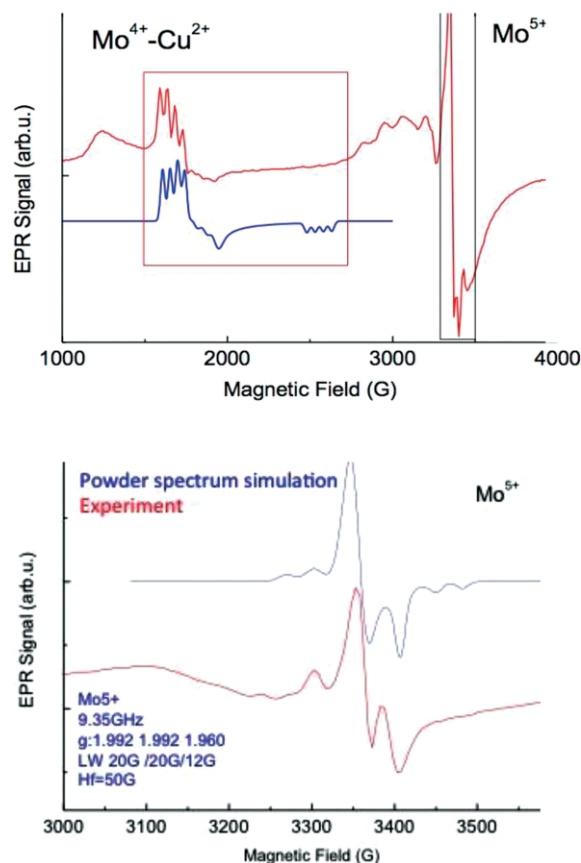 Mo⁴⁺-Cu²⁺
Mo⁵⁺
EPR Signal (arb.u.)
1000
2000
3000
4000
Magnetic Field (G)
Powder spectrum simulation
Experiment
Mo⁵⁺
EPR Signal (arb.u.)
Mo5+
9.35GHz
g:1.992 1.992 1.960
LW 20G /20G/12G
Hf=50G
3000
3100
3200
3300
3400
3500
Magnetic Field (G)